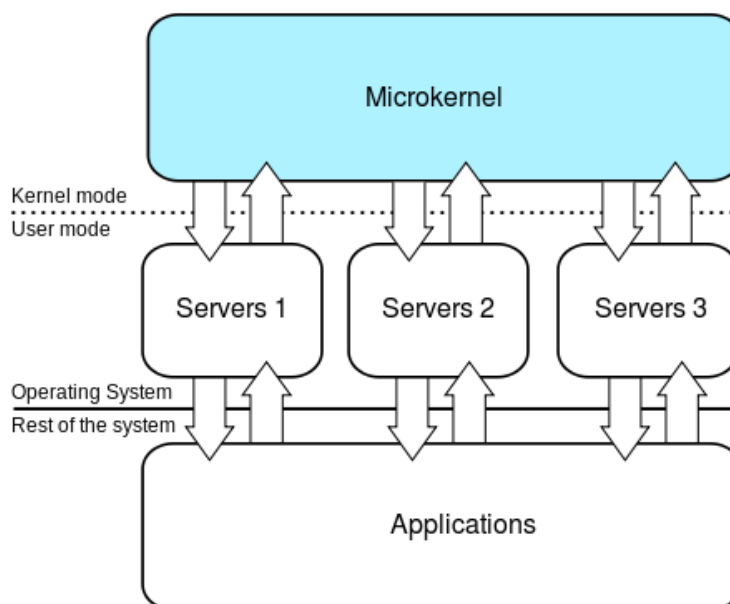 Microkernel
Kernel mode
User mode
Servers 1
Servers 2
Servers 3
Operating System
Rest of the system
Applications